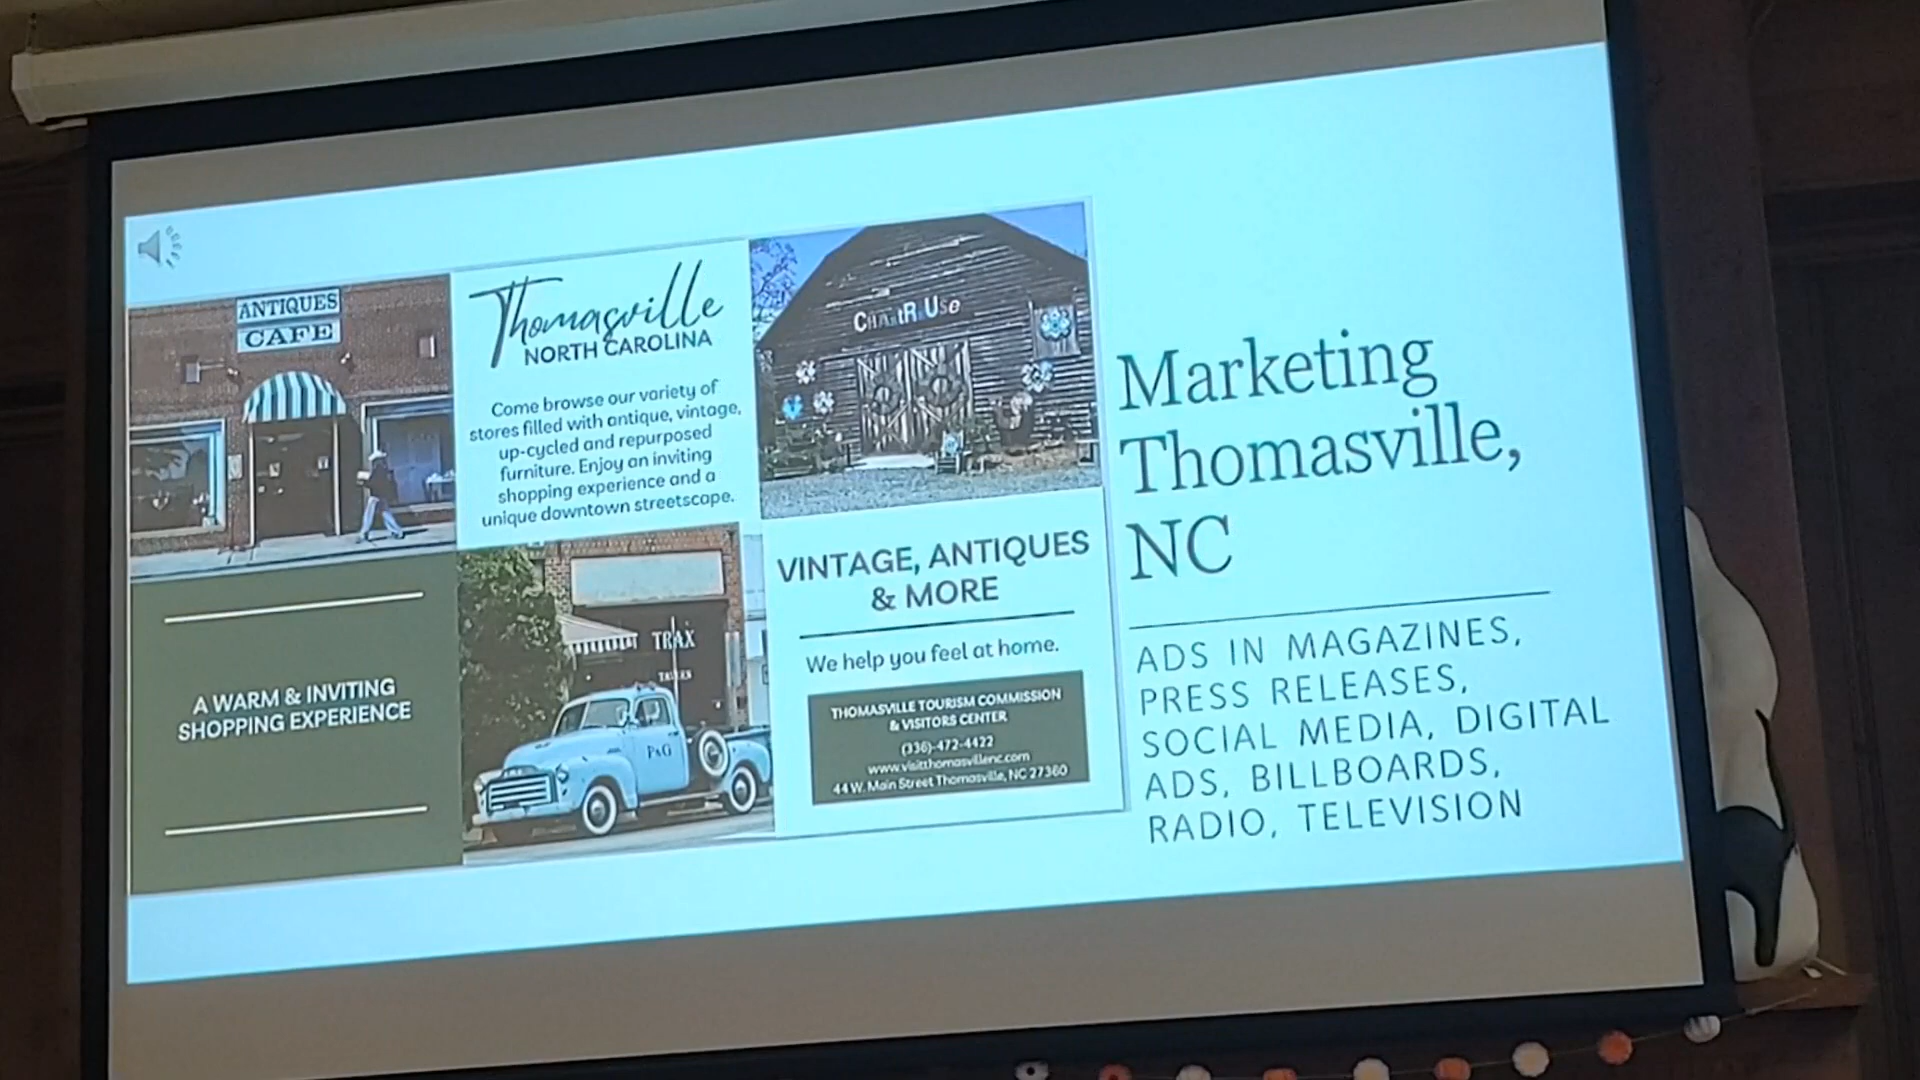 ANTIQUES
CAFE
Thomasville
NORTH CAROLINA
Come browse our variety of
stores filled with antique, vintage,
up-cycled and repurposed
furniture. Enjoy an inviting
shopping experience and a
unique downtown streetscape.
A WARM & INVITING
SHOPPING EXPERIENCE
TRAX
P&G
VINTAGE, ANTIQUES
& MORE
We help you feel at home.
THOMASVILLE TOURISM COMMISSION
& VISITORS CENTER
(336)-472-4422
www.visitthomasvillenc.com
44 W. Main Street Thomasville, NC 27360
Marketing
Thomasville,
NC
ADS IN MAGAZINES,
PRESS RELEASES,
SOCIAL MEDIA, DIGITAL
ADS, BILLBOARDS,
RADIO, TELEVISION